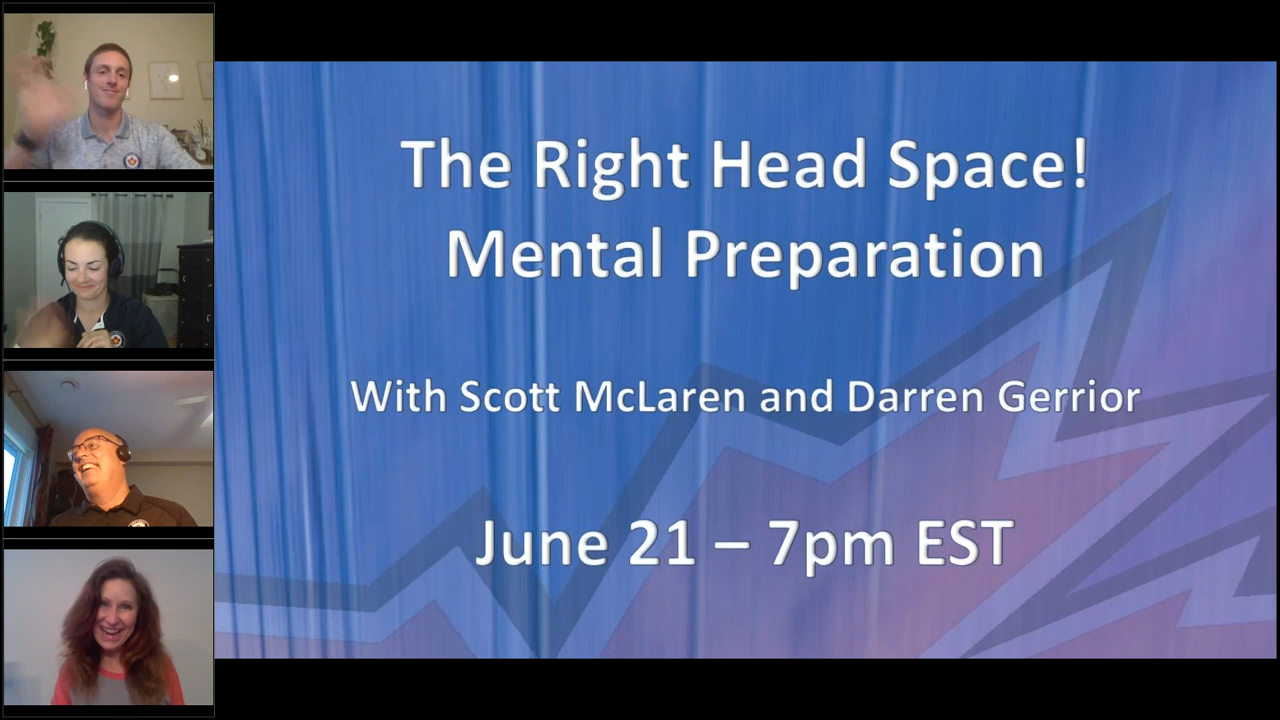 The Right Head Space!
Mental Preparation
With Scott McLaren and Darren Gerrior
June 21 – 7pm EST